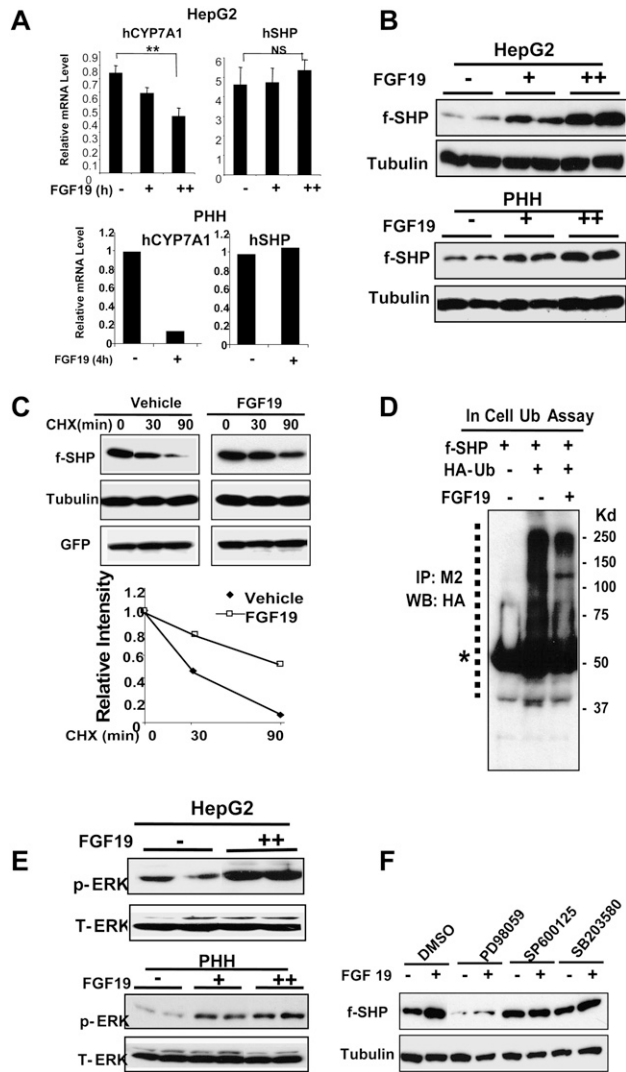 A
HepG2
hCYP7A1
hSHP
**
NS
Relative mRNA Level
1
0.9
0.8
0.7
0.6
0.5
0.4
0.3
0.2
0.1
0
6
5
4
3
2
1
0
FGF19 (h) - + ++ - + ++
PHH
hCYP7A1
hSHP
Relative mRNA Level
1.2
1
0.8
0.6
0.4
0.2
0
1.2
1
0.8
0.6
0.4
0.2
0
FGF19 (4h) - + - +
B
HepG2
FGF19 - + ++
f-SHP
Tubulin
PHH
FGF19 - + ++
f-SHP
Tubulin
C
Vehicle FGF19
CHX(min) 0 30 90 0 30 90
f-SHP
Tubulin
GFP
Relative Intensity
1.2
1.0
0.8
0.6
0.4
0.2
0
Vehicle
FGF19
CHX (min) 0 30 90
D
In Cell Ub Assay
f-SHP + + +
HA-Ub - + +
FGF19 - - +
Kd
IP: M2
WB: HA
*
- 250
- 150
- 100
- 75
- 50
- 37
E
HepG2
FGF19 - ++
p-ERK
T-ERK
PHH
FGF19 - + ++
p-ERK
T-ERK
F
DMSO
PD98059
SP600125
SB203580
FGF 19 - + - + - + - +
f-SHP
Tubulin